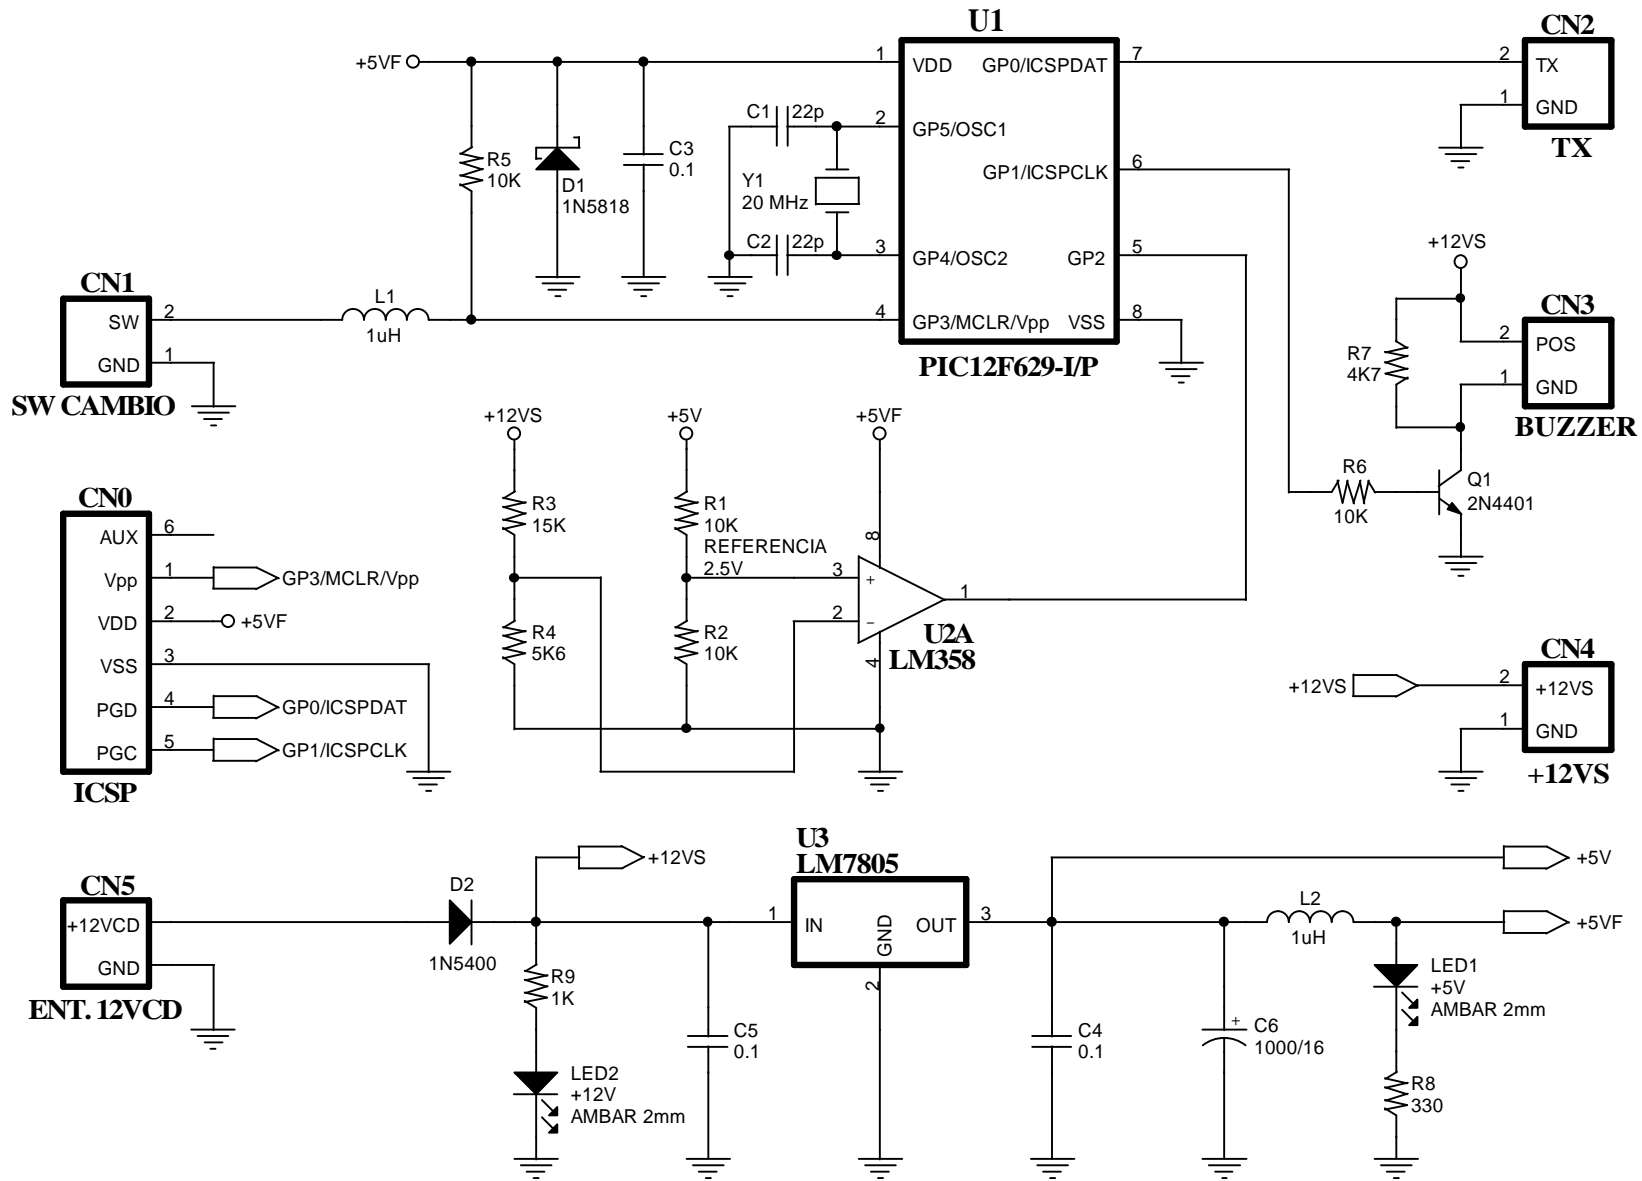 U1
CN2
+5VF
1
VDD
GP0/ICSPDAT
7
2
TX
1
GND
TX
C1
22p
2
GP5/OSC1
R5
10K
D1
1N5818
C3
0.1
Y1
20 MHz
GP1/ICSPCLK
6
C2
22p
3
GP4/OSC2
GP2
5
+12VS
CN1
SW
2
L1
1uH
4
GP3/MCLR/Vpp
VSS
8
CN3
2
POS
GND
1
PIC12F629-I/P
R7
4K7
1
GND
SW CAMBIO
BUZZER
+12VS
+5V
+5VF
CN0
R3
15K
R1
10K
R6
10K
Q1
2N4401
AUX
6
8
REFERENCIA
2.5V
3
+
Vpp
1
GP3/MCLR/Vpp
1
VDD
2
+5VF
R4
5K6
R2
10K
2
−
U2A
LM358
VSS
3
4
CN4
PGD
4
GP0/ICSPDAT
+12VS
2
+12VS
PGC
5
GP1/ICSPCLK
1
GND
ICSP
+12VS
U3
LM7805
+12VS
+5V
CN5
D2
L2
+12VCD
1
IN
GND
OUT
3
+5VF
GND
1N5400
R9
1K
2
1uH
LED1
+5V
AMBAR 2mm
ENT. 12VCD
C5
0.1
C4
0.1
+
C6
1000/16
LED2
+12V
AMBAR 2mm
R8
330